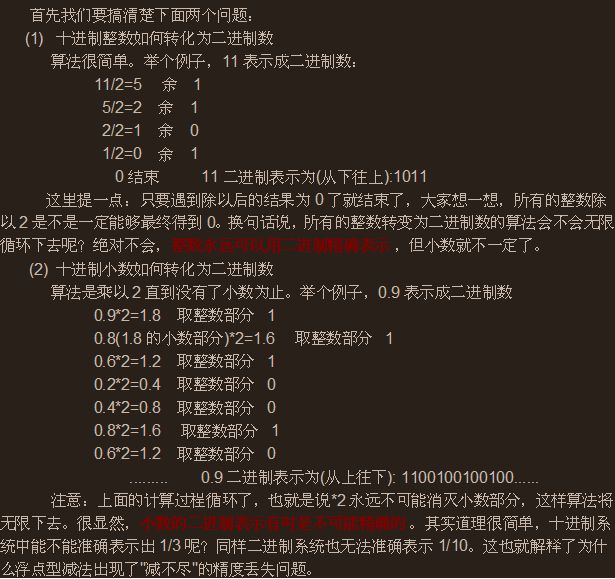 首先我们要搞清楚下面两个问题：
(1) 十进制整数如何转化为二进制数
算法很简单。举个例子，11 表示成二进制数：
11/2=5 余 1
5/2=2 余 1
2/2=1 余 0
1/2=0 余 1
0 结束 11 二进制表示为(从下往上):1011
这里提一点：只要遇到除以后的结果为 0 了就结束了，大家想一想，所有的整数除
以 2 是不是一定能够最终得到 0。换句话说，所有的整数转变为二进制数的算法会不会无限
循环下去呢？绝对不会，整数永远可以用二进制精确表示 ，但小数就不一定了。
(2) 十进制小数如何转化为二进制数
算法是乘以 2 直到没有了小数为止。举个例子，0.9 表示成二进制数
0.9*2=1.8 取整数部分 1
0.8(1.8 的小数部分)*2=1.6 取整数部分 1
0.6*2=1.2 取整数部分 1
0.2*2=0.4 取整数部分 0
0.4*2=0.8 取整数部分 0
0.8*2=1.6 取整数部分 1
0.6*2=1.2 取整数部分 0
......... 0.9 二进制表示为(从上往下): 1100100100100......
注意：上面的计算过程循环了，也就是说*2 永远不可能消灭小数部分，这样算法将
无限下去。很显然，小数的二进制表示有时是不可能精确的 。其实道理很简单，十进制系
统中能不能准确表示出 1/3 呢？同样二进制系统也无法准确表示 1/10。这也就解释了为什
么浮点型减法出现了"减不尽"的精度丢失问题。